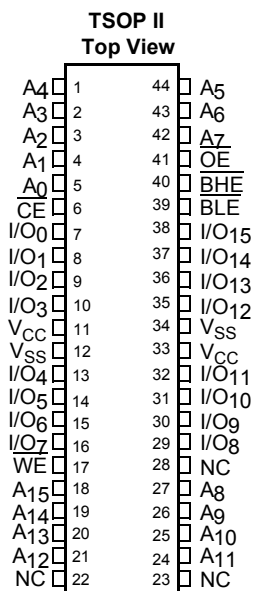 TSOP II
Top View
A4 1 44 A5
A3 2 43 A6
A2 3 42 A7
A1 4 41 OE
A0 5 40 BHE
CE 6 39 BLE
I/O0 7 38 I/O15
I/O1 8 37 I/O14
I/O2 9 36 I/O13
I/O3 10 35 I/O12
VCC 11 34 VSS
VSS 12 33 VCC
I/O4 13 32 I/O11
I/O5 14 31 I/O10
I/O6 15 30 I/O9
I/O7 16 29 I/O8
WE 17 28 NC
A15 18 27 A8
A14 19 26 A9
A13 20 25 A10
A12 21 24 A11
NC 22 23 NC